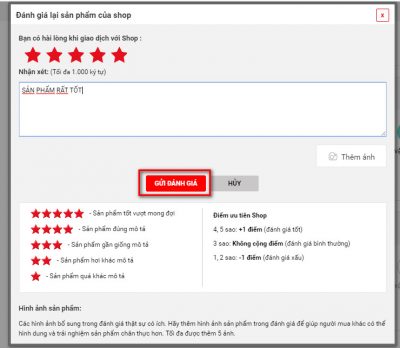 Đánh giá lại sản phẩm của shop
x
Bạn có hài lòng khi giao dịch với Shop :
Nhận xét: (Tối đa 1.000 ký tự)
SẢN PHẨM RẤT TỐT
Thêm ảnh
GỬI ĐÁNH GIÁ
HỦY
- Sản phẩm tốt vượt mong đợi
- Sản phẩm đúng mô tả
- Sản phẩm gần giống mô tả
- Sản phẩm hơi khác mô tả
- Sản phẩm quá khác mô tả
Điểm ưu tiên Shop
4, 5 sao: +1 điểm (đánh giá tốt)
3 sao: Không cộng điểm (đánh giá bình thường)
1, 2 sao: -1 điểm (đánh giá xấu)
Hình ảnh sản phẩm:
Các hình ảnh bổ sung trong đánh giá thật sự có ích. Hãy thêm hình ảnh sản phẩm trong đánh giá để giúp người mua khác có thể
hình dung và trải nghiệm sản phẩm chân thực hơn. Tối đa được thêm 5 ảnh.